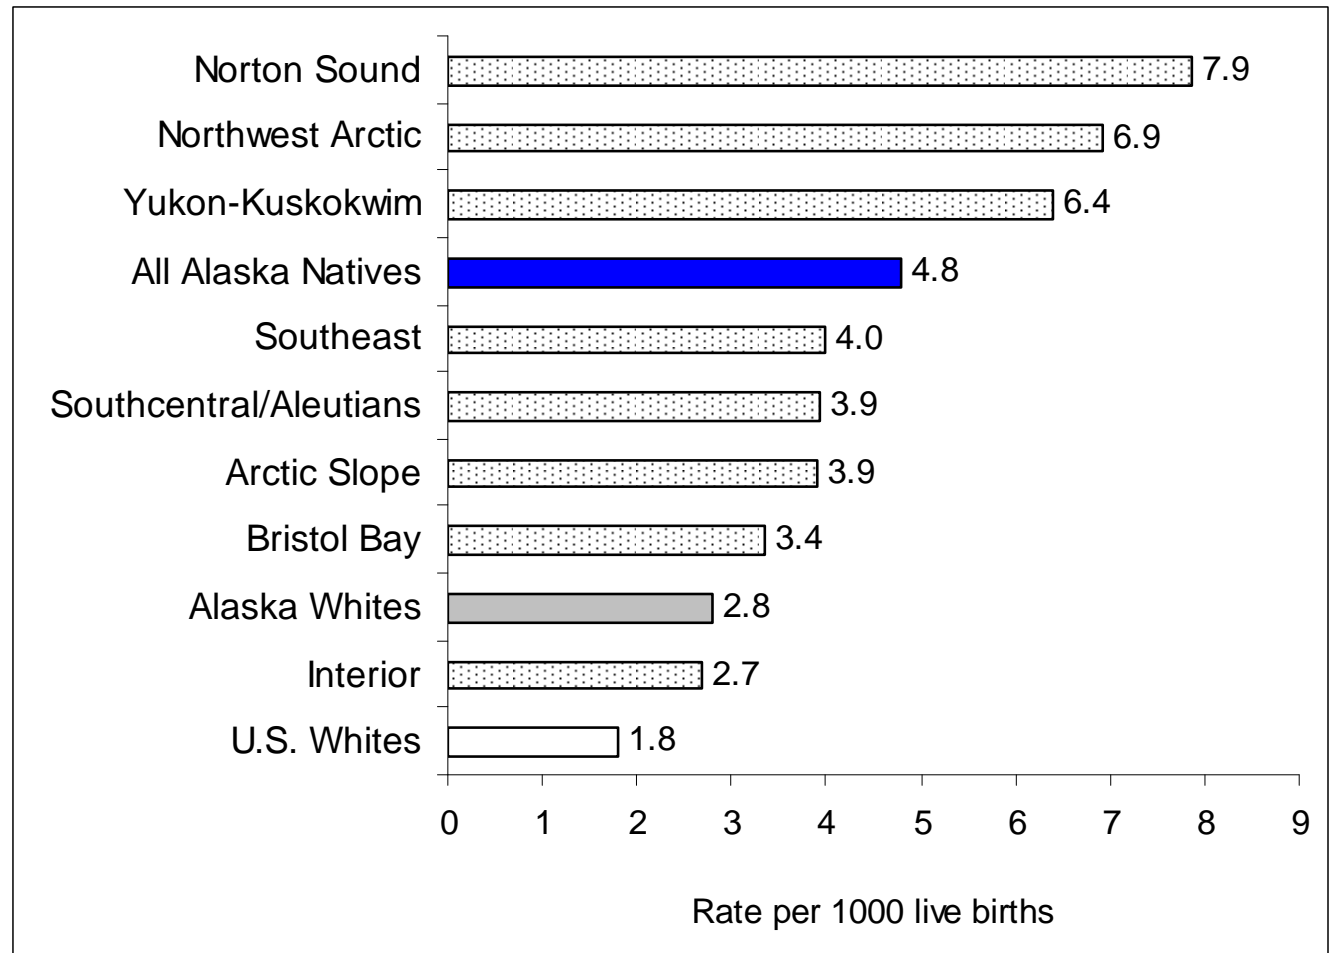 Norton Sound 7.9
Northwest Arctic 6.9
Yukon-Kuskokwim 6.4
All Alaska Natives 4.8
Southeast 4.0
Southcentral/Aleutians 3.9
Arctic Slope 3.9
Bristol Bay 3.4
Alaska Whites 2.8
Interior 2.7
U.S. Whites 1.8
0 1 2 3 4 5 6 7 8 9
Rate per 1000 live births